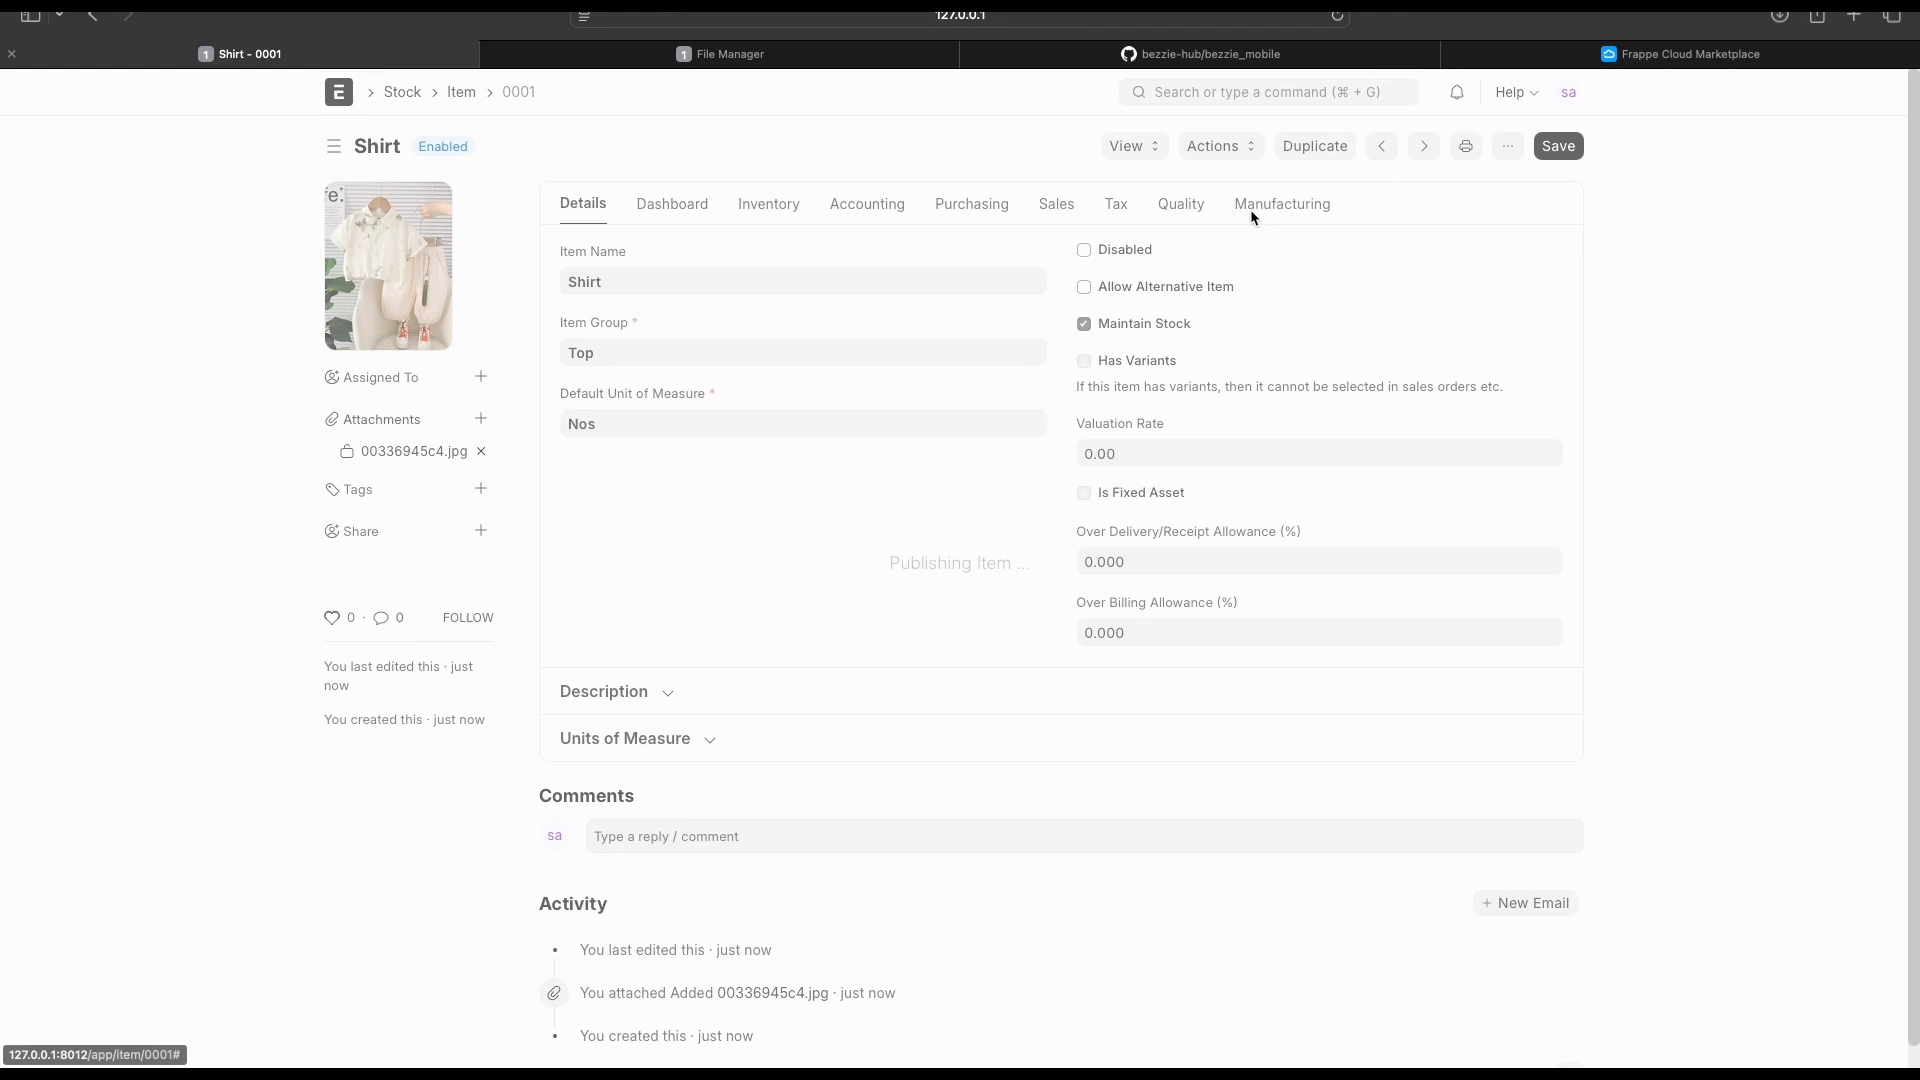 127.0.0.1
1 Shirt - 0001
1 File Manager
bezzie-hub/bezzie_mobile
Frappe Cloud Marketplace
E
Stock
Item
0001
Search or type a command (⌘ + G)
Help
sa
Shirt
Enabled
View
Actions
Duplicate
...
Save
fe:
Assigned To
Attachments
00336945c4.jpg
Tags
Share
0 · 0
FOLLOW
You last edited this · just
now
You created this · just now
Details
Dashboard
Inventory
Accounting
Purchasing
Sales
Tax
Quality
Manufacturing
Item Name
Shirt
Item Group *
Top
Default Unit of Measure *
Nos
Disabled
Allow Alternative Item
Maintain Stock
Has Variants
If this item has variants, then it cannot be selected in sales orders etc.
Valuation Rate
0.00
Is Fixed Asset
Over Delivery/Receipt Allowance (%)
0.000
Over Billing Allowance (%)
0.000
Publishing Item ...
Description
Units of Measure
Comments
sa
Type a reply / comment
Activity
+ New Email
You last edited this · just now
You attached Added 00336945c4.jpg · just now
You created this · just now
127.0.0.1:8012/app/item/0001#